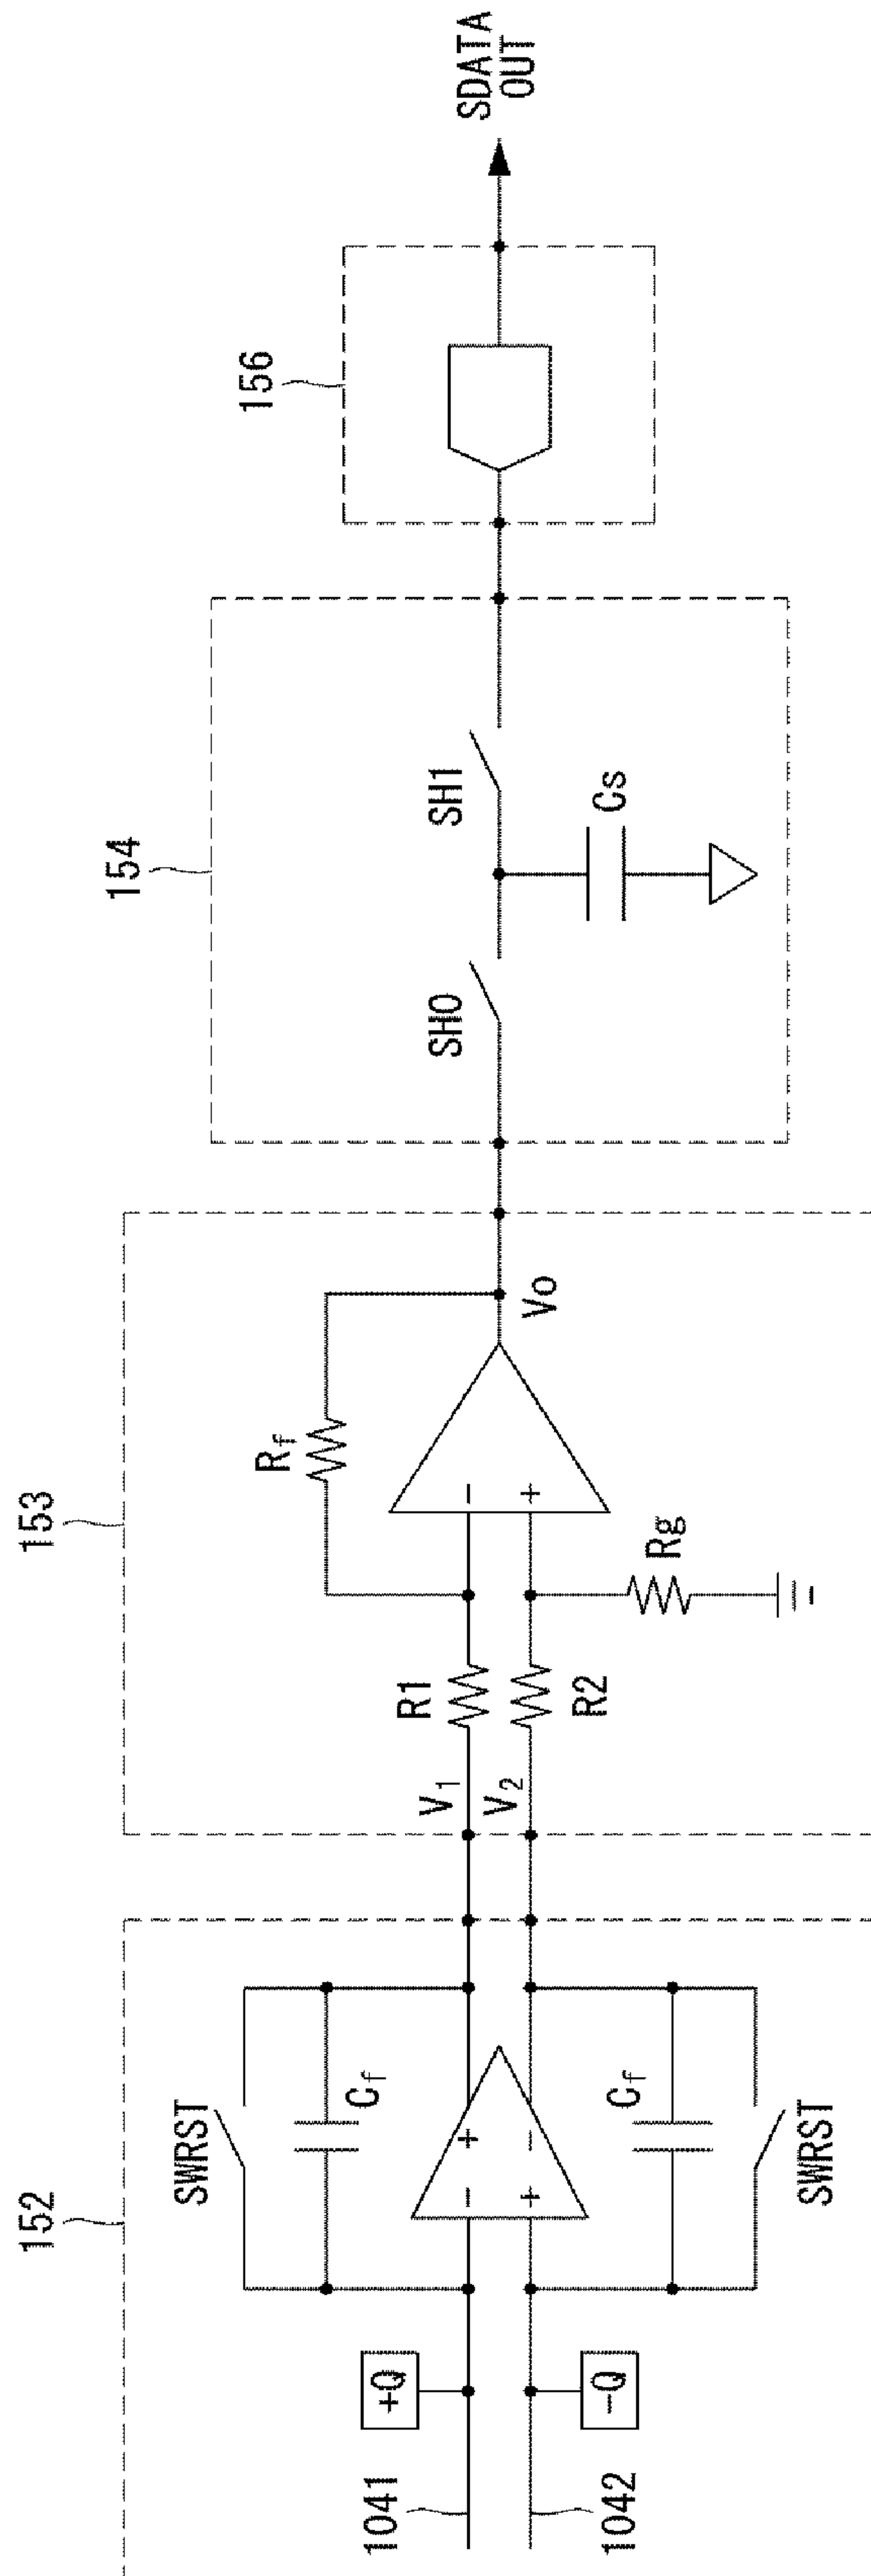 152
SWRST
Cf
+Q
1041
1042
-Q
- +
+ -
Cf
SWRST
153
Rf
V1
R1
V2
R2
-
+
Vo
Rg
154
SH0
SH1
Cs
156
SDATA
OUT